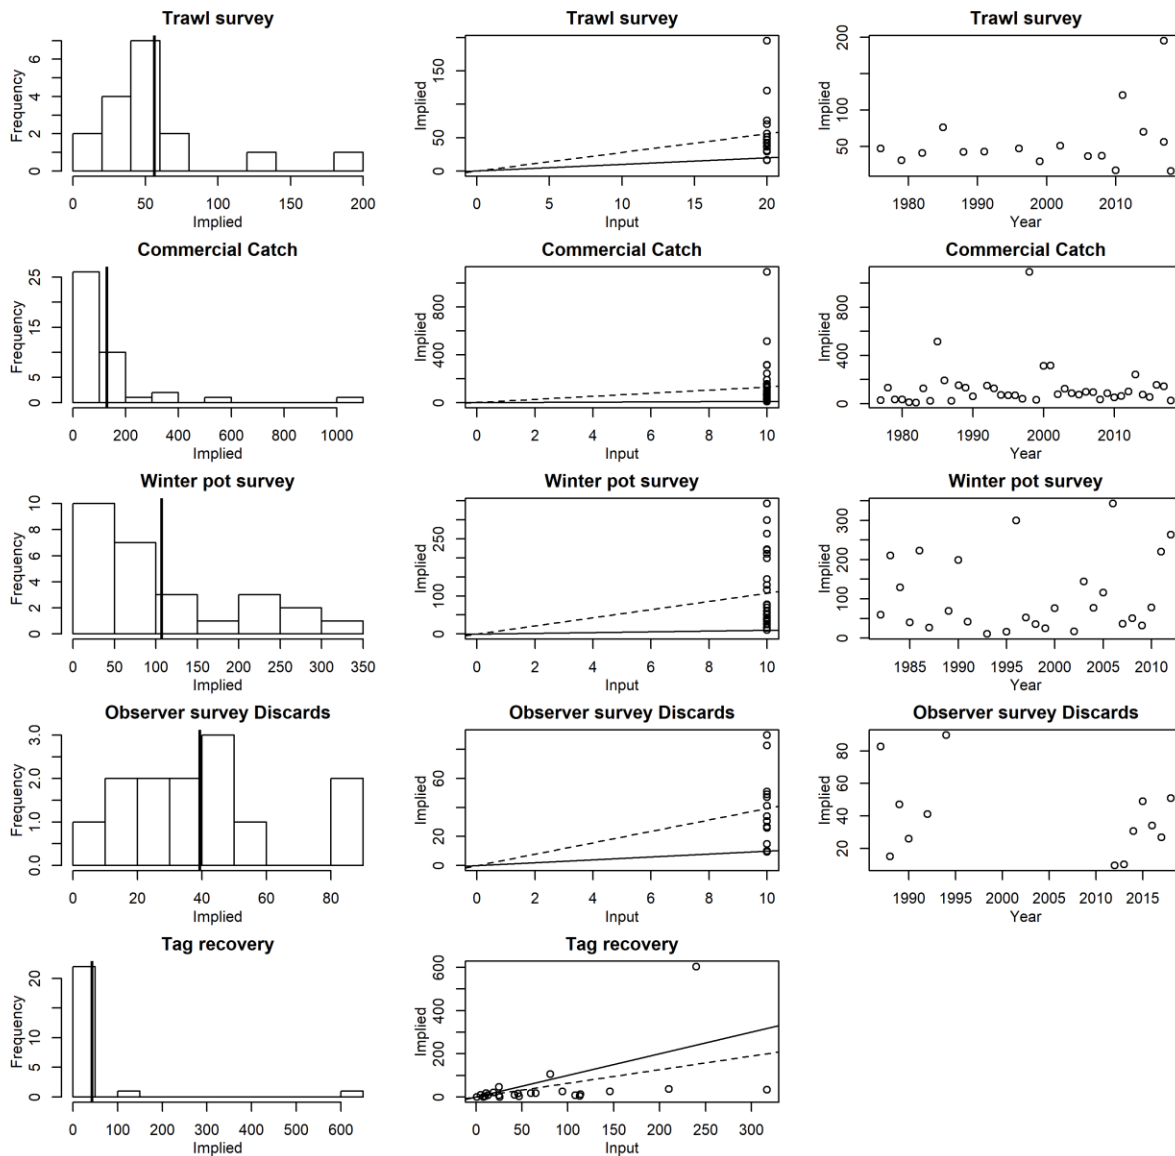 Trawl survey
Frequency
0 2 4 6
0 50 100 150 200
Implied
Trawl survey
Implied
0 50 150
0 5 10 15 20
Input
Trawl survey
Implied
50 100 200
1980 1990 2000 2010
Year
Commercial Catch
Frequency
0 5 15 25
0 200 400 600 800 1000
Implied
Commercial Catch
Implied
0 400 800
0 2 4 6 8 10
Input
Commercial Catch
Implied
0 400 800
1980 1990 2000 2010
Year
Winter pot survey
Frequency
0 2 4 6 8 10
0 50 100 150 200 250 300 350
Implied
Winter pot survey
Implied
0 100 250
0 2 4 6 8 10
Input
Winter pot survey
Implied
0 100 200 300
1985 1990 1995 2000 2005 2010
Year
Observer survey Discards
Frequency
0.0 1.0 2.0 3.0
0 20 40 60 80
Implied
Observer survey Discards
Implied
0 20 60
0 2 4 6 8 10
Input
Observer survey Discards
Implied
20 40 60 80
1990 1995 2000 2005 2010 2015
Year
Tag recovery
Frequency
0 5 10 20
0 100 200 300 400 500 600
Implied
Tag recovery
Implied
0 200 400 600
0 50 100 150 200 250 300
Input